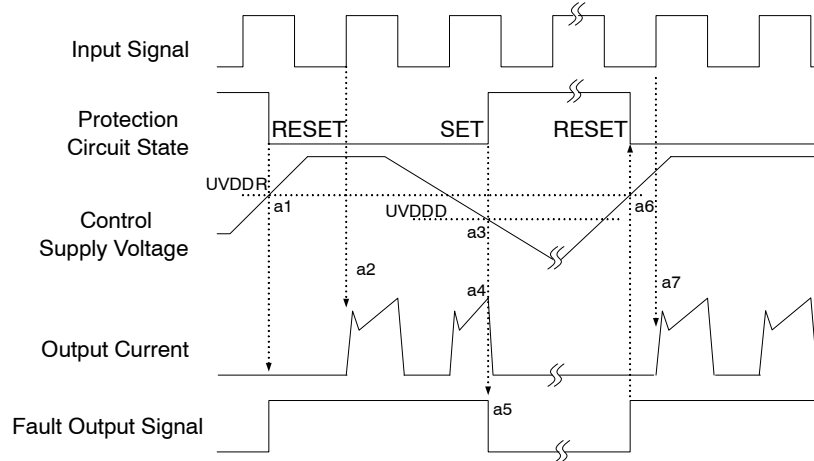 Input Signal
Protection
Circuit State
RESET
SET
RESET
UVDDR
a1
a6
Control
Supply Voltage
UVDDD
a3
a2
a4
a7
Output Current
a5
Fault Output Signal